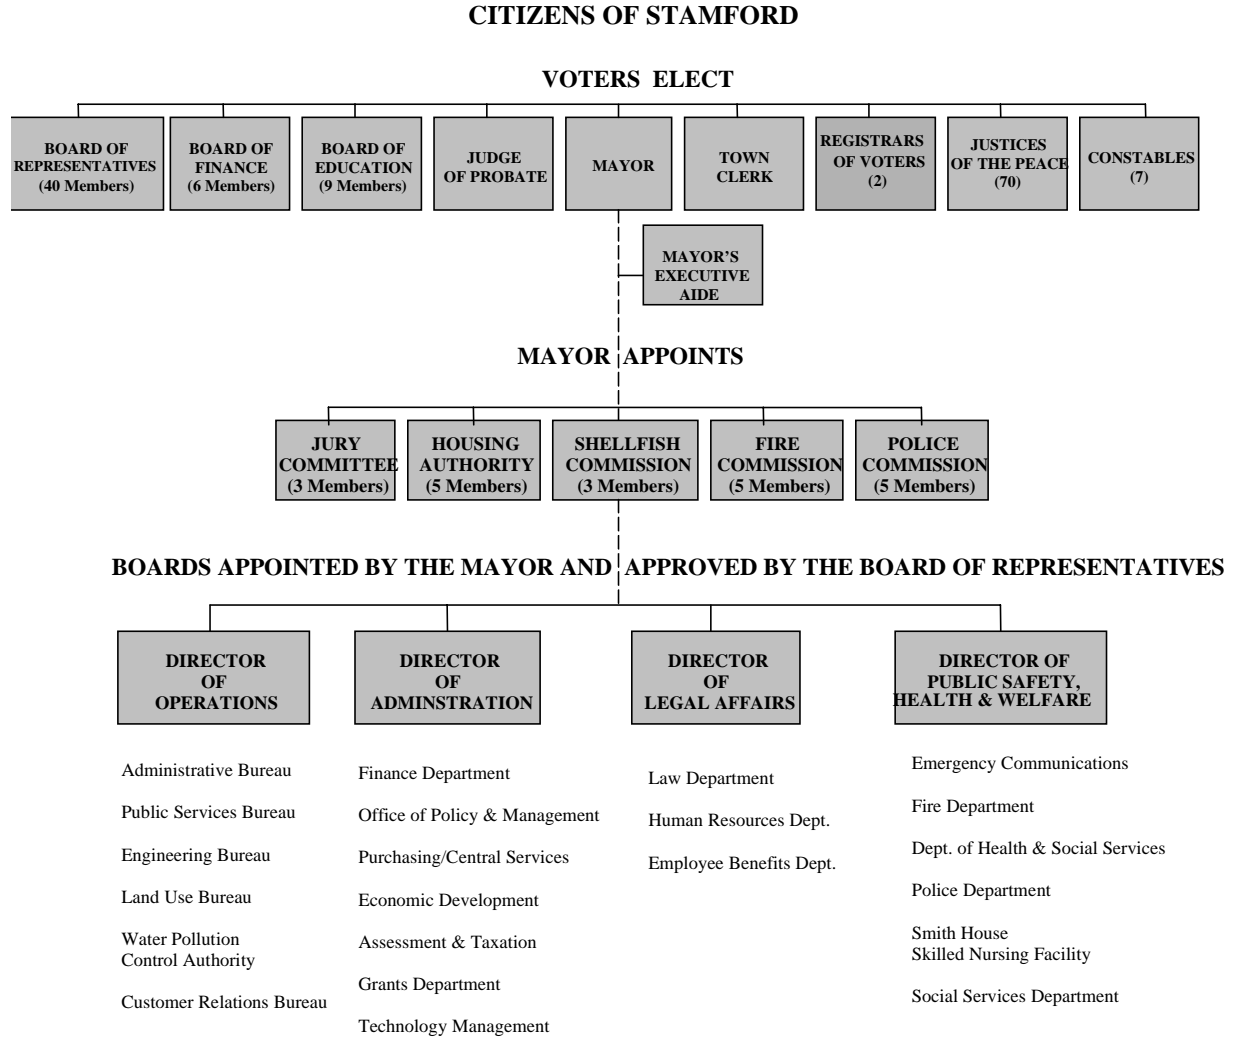 CITIZENS OF STAMFORD
VOTERS ELECT
BOARD OF
REPRESENTATIVES
(40 Members)
BOARD OF
FINANCE
(6 Members)
BOARD OF
EDUCATION
(9 Members)
JUDGE
OF PROBATE
MAYOR
TOWN
CLERK
REGISTRARS
OF VOTERS
(2)
JUSTICES
OF THE PEACE
(70)
CONSTABLES
(7)
MAYOR'S
EXECUTIVE
AIDE
MAYOR APPOINTS
JURY
COMMITTEE
(3 Members)
HOUSING
AUTHORITY
(5 Members)
SHELLFISH
COMMISSION
(3 Members)
FIRE
COMMISSION
(5 Members)
POLICE
COMMISSION
(5 Members)
BOARDS APPOINTED BY THE MAYOR AND APPROVED BY THE BOARD OF REPRESENTATIVES
DIRECTOR
OF
OPERATIONS
Administrative Bureau
Public Services Bureau
Engineering Bureau
Land Use Bureau
Water Pollution
Control Authority
Customer Relations Bureau
DIRECTOR
OF
ADMINSTRATION
Finance Department
Office of Policy & Management
Purchasing/Central Services
Economic Development
Assessment & Taxation
Grants Department
Technology Management
DIRECTOR
OF
LEGAL AFFAIRS
Law Department
Human Resources Dept.
Employee Benefits Dept.
DIRECTOR OF
PUBLIC SAFETY,
HEALTH & WELFARE
Emergency Communications
Fire Department
Dept. of Health & Social Services
Police Department
Smith House
Skilled Nursing Facility
Social Services Department